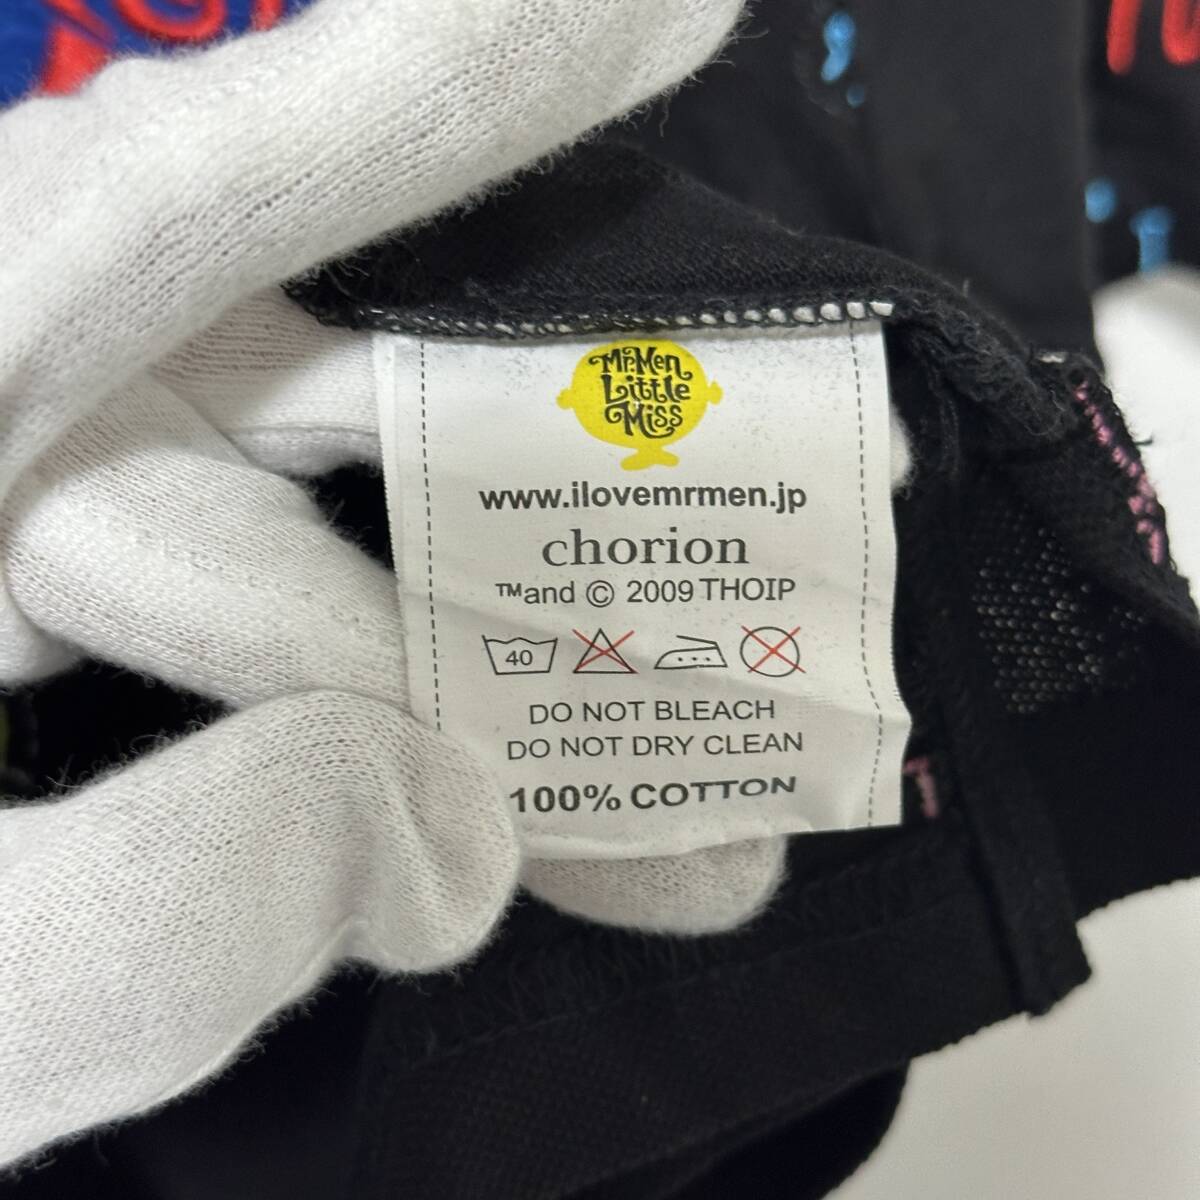 Mr.Men
Little
Miss
www.ilovemrmen.jp
chorion
™and © 2009 THOIP
40
DO NOT BLEACH
DO NOT DRY CLEAN
100% COTTON